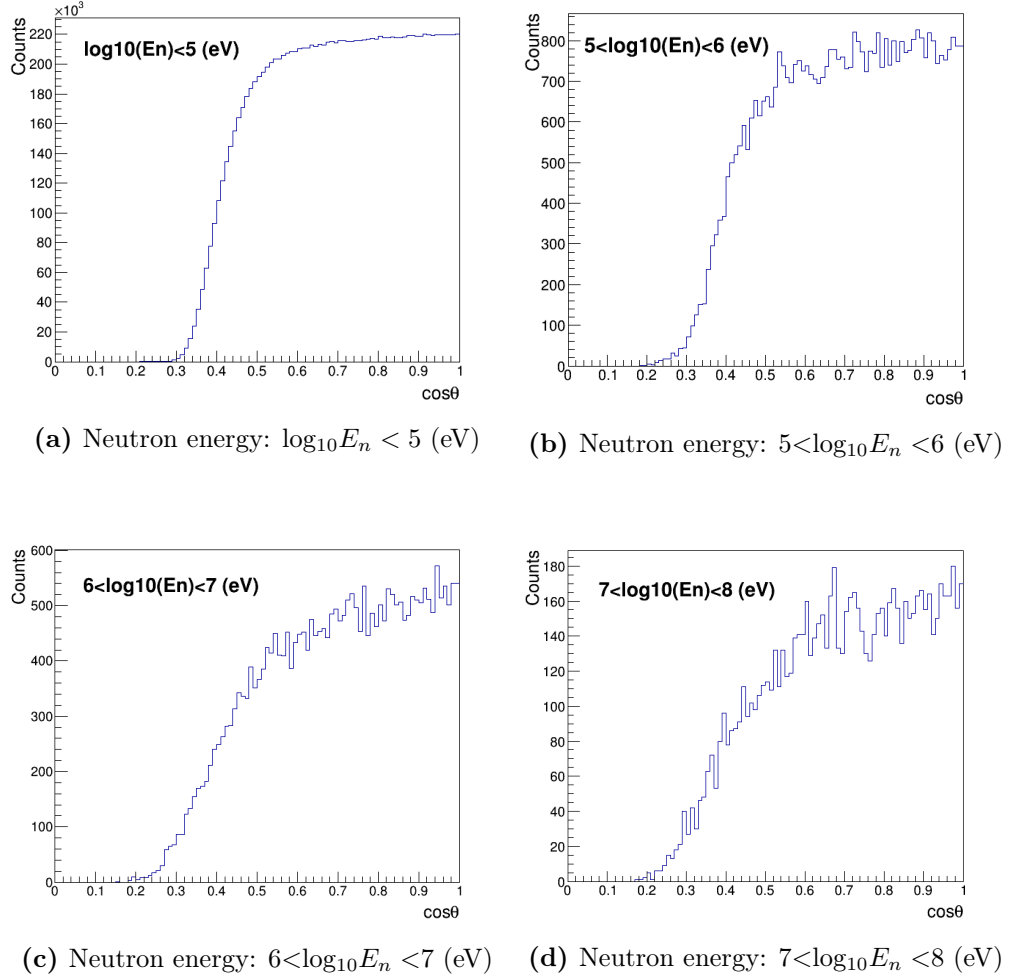 ×10³
Counts
220
200
180
160
140
120
100
80
60
40
20
0
log10(En)<5 (eV)
0 0.1 0.2 0.3 0.4 0.5 0.6 0.7 0.8 0.9 1
cosθ
(a) Neutron energy: log₁₀Eₙ < 5 (eV)
Counts
800
700
600
500
400
300
200
100
0
5<log10(En)<6 (eV)
0 0.1 0.2 0.3 0.4 0.5 0.6 0.7 0.8 0.9 1
cosθ
(b) Neutron energy: 5<log₁₀Eₙ <6 (eV)
Counts
600
500
400
300
200
100
0
6<log10(En)<7 (eV)
0 0.1 0.2 0.3 0.4 0.5 0.6 0.7 0.8 0.9 1
cosθ
(c) Neutron energy: 6<log₁₀Eₙ <7 (eV)
Counts
180
160
140
120
100
80
60
40
20
0
7<log10(En)<8 (eV)
0 0.1 0.2 0.3 0.4 0.5 0.6 0.7 0.8 0.9 1
cosθ
(d) Neutron energy: 7<log₁₀Eₙ <8 (eV)